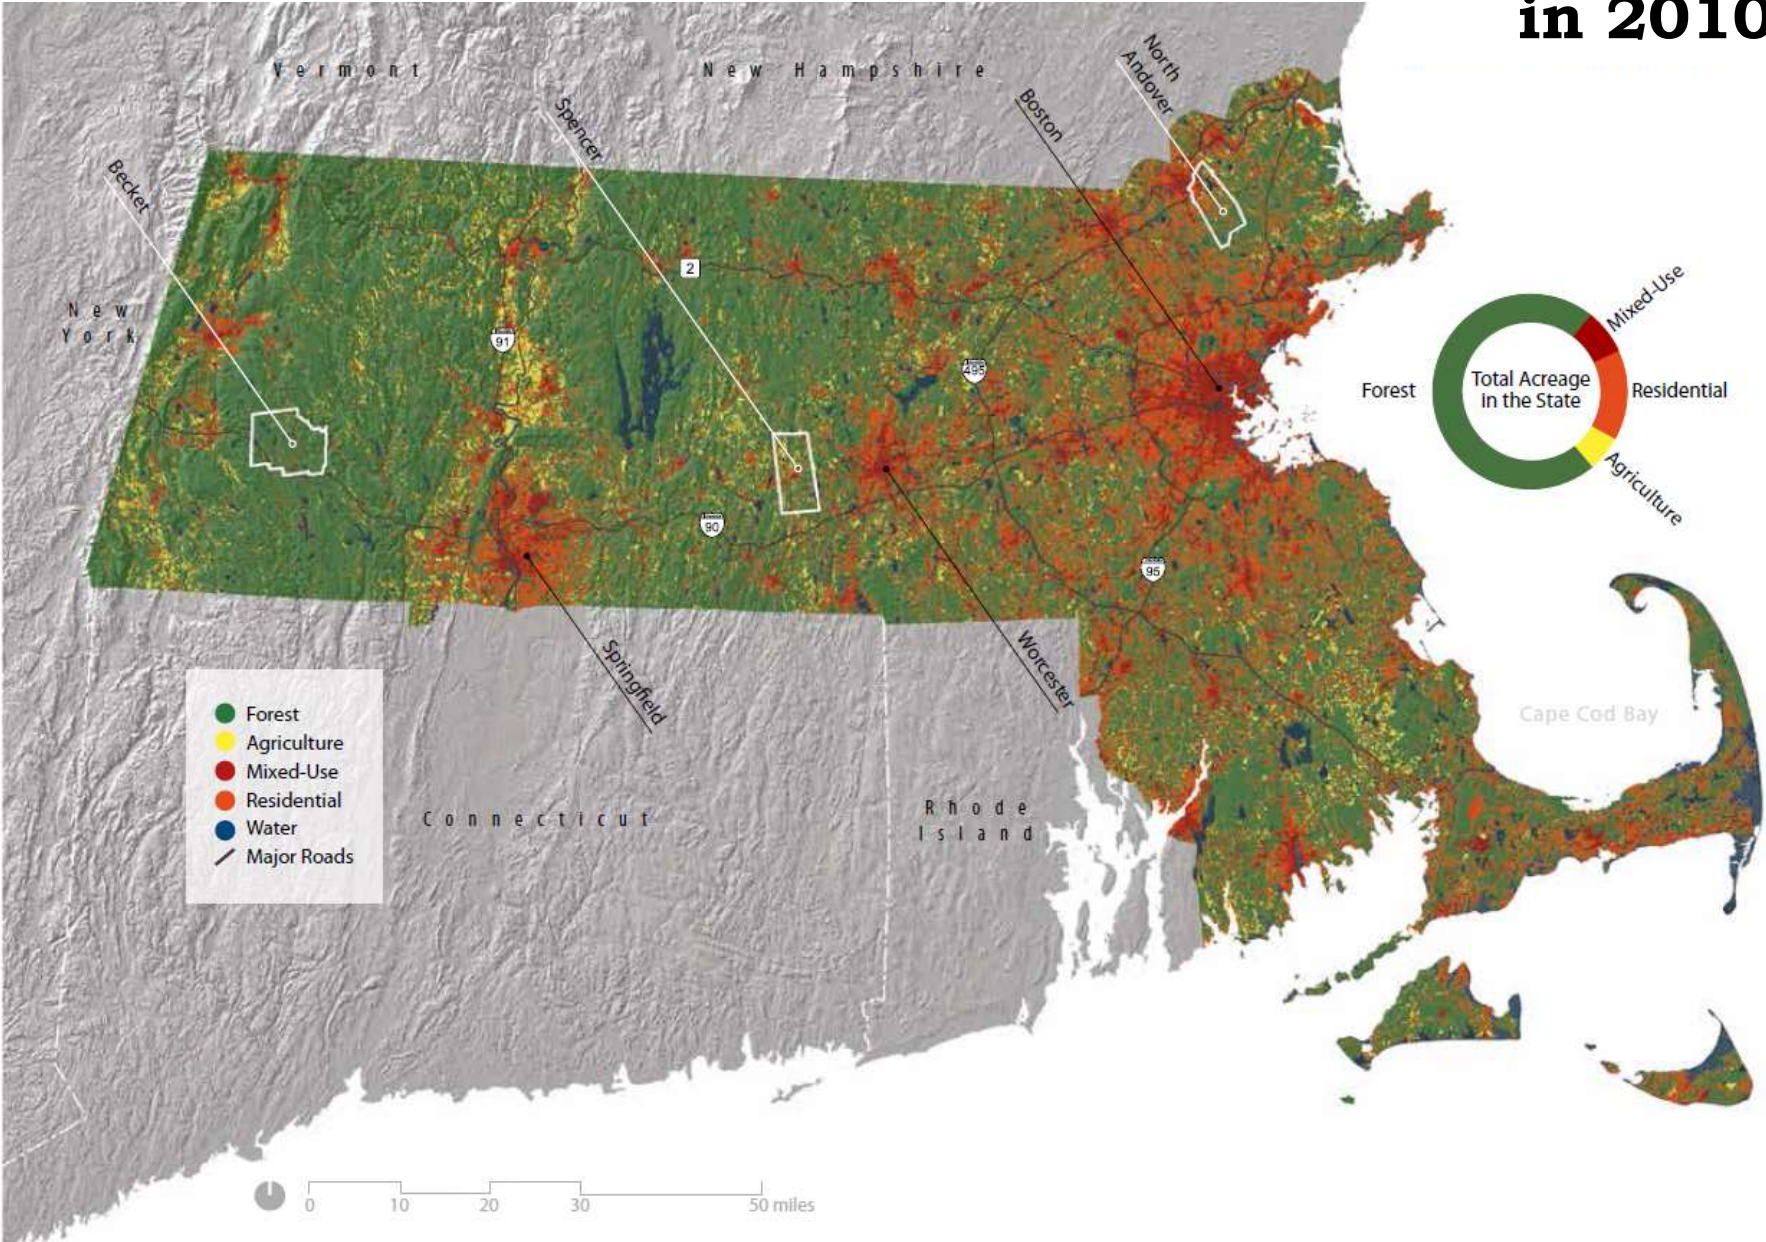 in 2010
Vermont
New Hampshire
North
Andover
Boston
Spencer
Becket
New
York
2
91
495
90
95
Mixed-Use
Forest
Total Acreage
in the State
Residential
Agriculture
Springfield
Worcester
Cape Cod Bay
Forest
Agriculture
Mixed-Use
Residential
Water
Major Roads
Connecticut
Rhode
Island
0 10 20 30 50 miles